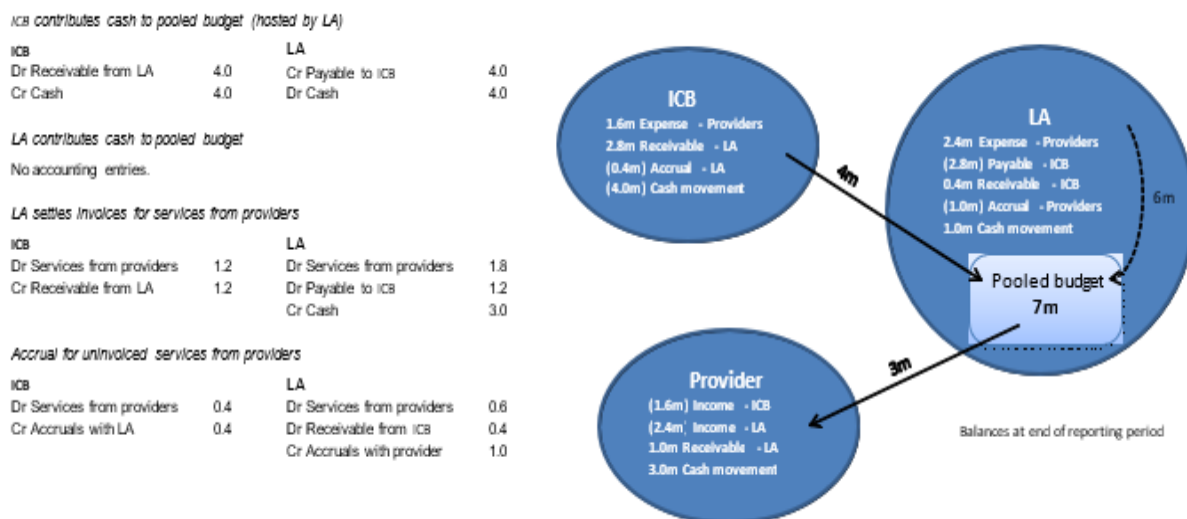 ICB contributes cash to pooled budget (hosted by LA)
ICB LA
Dr Receivable from LA 4.0 Cr Payable to ICB 4.0
Cr Cash 4.0 Dr Cash 4.0
LA contributes cash to pooled budget
No accounting entries.
LA settles invoices for services from providers
ICB LA
Dr Services from providers 1.2 Dr Services from providers 1.8
Cr Receivable from LA 1.2 Dr Payable to ICB 1.2
Cr Cash 3.0
Accrual for uninvoiced services from providers
ICB LA
Dr Services from providers 0.4 Dr Services from providers 0.6
Cr Accruals with LA 0.4 Dr Receivable from ICB 0.4
Cr Accruals with provider 1.0
ICB
1.6m Expense - Providers
2.8m Receivable - LA
(0.4m) Accrual - LA
(4.0m) Cash movement
4m
LA
2.4m Expense - Providers
(2.8m) Payable - ICB
0.4m Receivable - ICB
(1.0m) Accrual - Providers
1.0m Cash movement
6m
Pooled budget
7m
3m
Provider
(1.6m) Income - ICB
(2.4m) Income - LA
1.0m Receivable - LA
3.0m Cash movement
Balances at end of reporting period